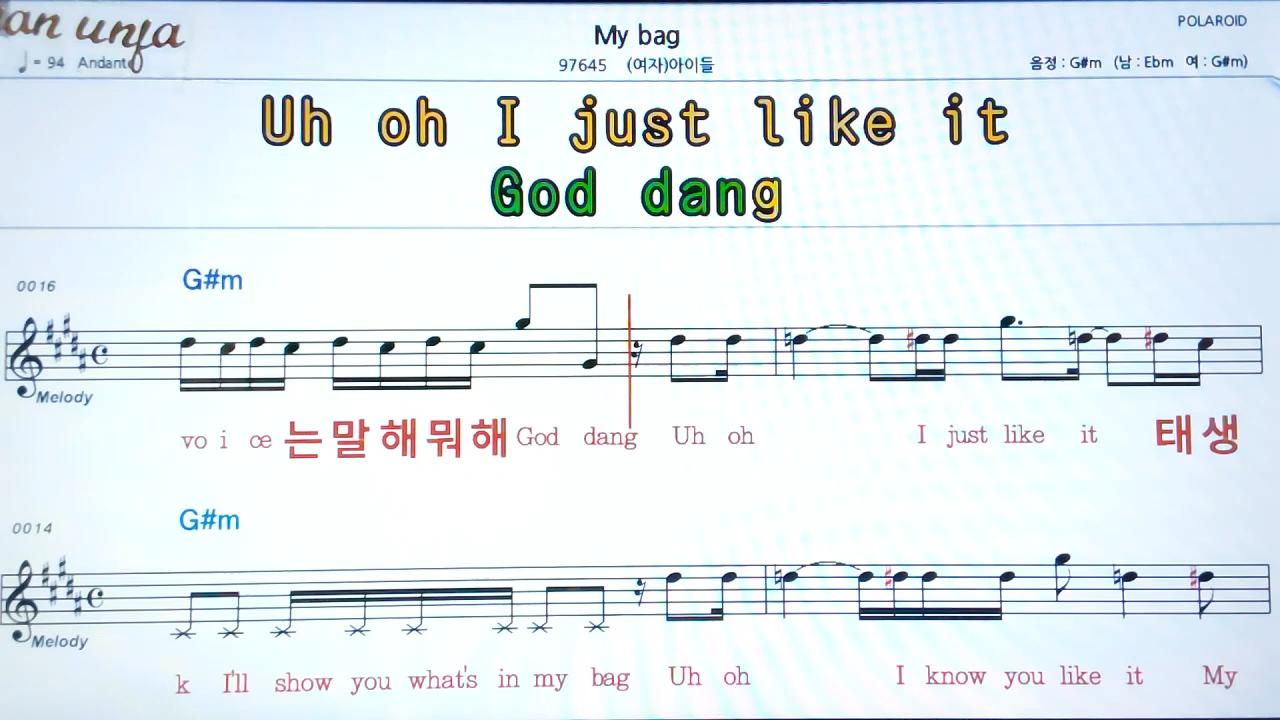 an unfa
POLAROID
My bag
♩= 94 Andante
97645 (여자)아이들
음정 : G#m (남 : Ebm 여 : G#m)
Uh oh I just like it
God dang
0016
G#m
Melody
vo i ce 는 말 해 뭐 해 God dang Uh oh I just like it 태 생
0014
G#m
Melody
k I'll show you what's in my bag Uh oh I know you like it My